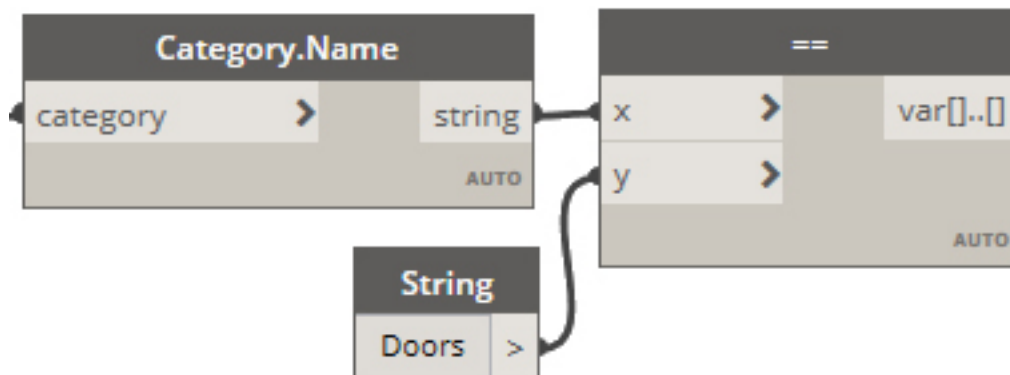 Category.Name
category > string
AUTO
==
x > var[]..[]
y >
AUTO
String
Doors >